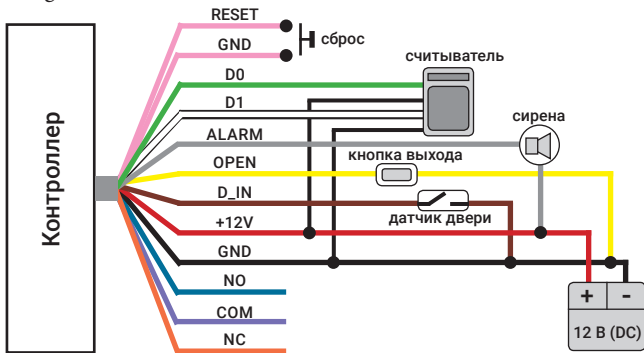 RESET
GND
сброс
D0
считыватель
D1
сирена
ALARM
OPEN
кнопка выхода
D_IN
датчик двери
+12V
GND
NO
COM
NC
Контроллер
+ -
12 В (DC)